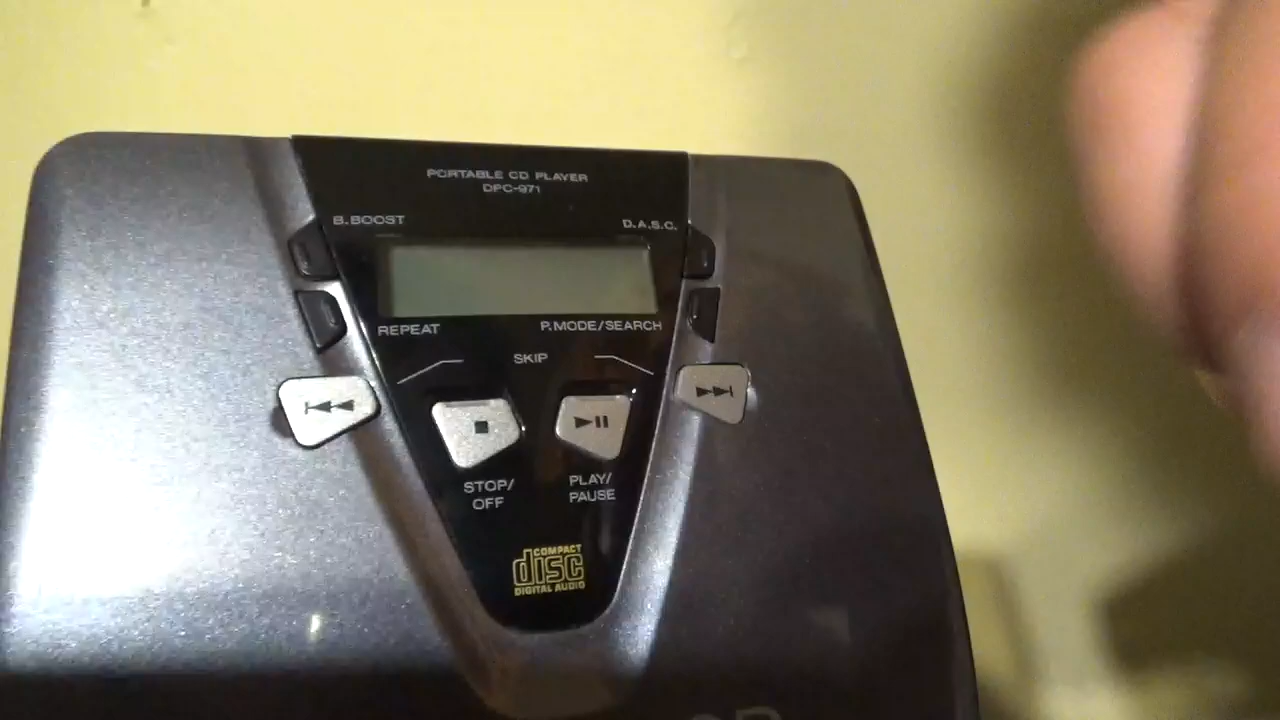 PORTABLE CD PLAYER
DPC-971
B.BOOST
D.A.S.C.
REPEAT
P.MODE/SEARCH
SKIP
STOP/
OFF
PLAY/
PAUSE
COMPACT
disc
DIGITAL AUDIO